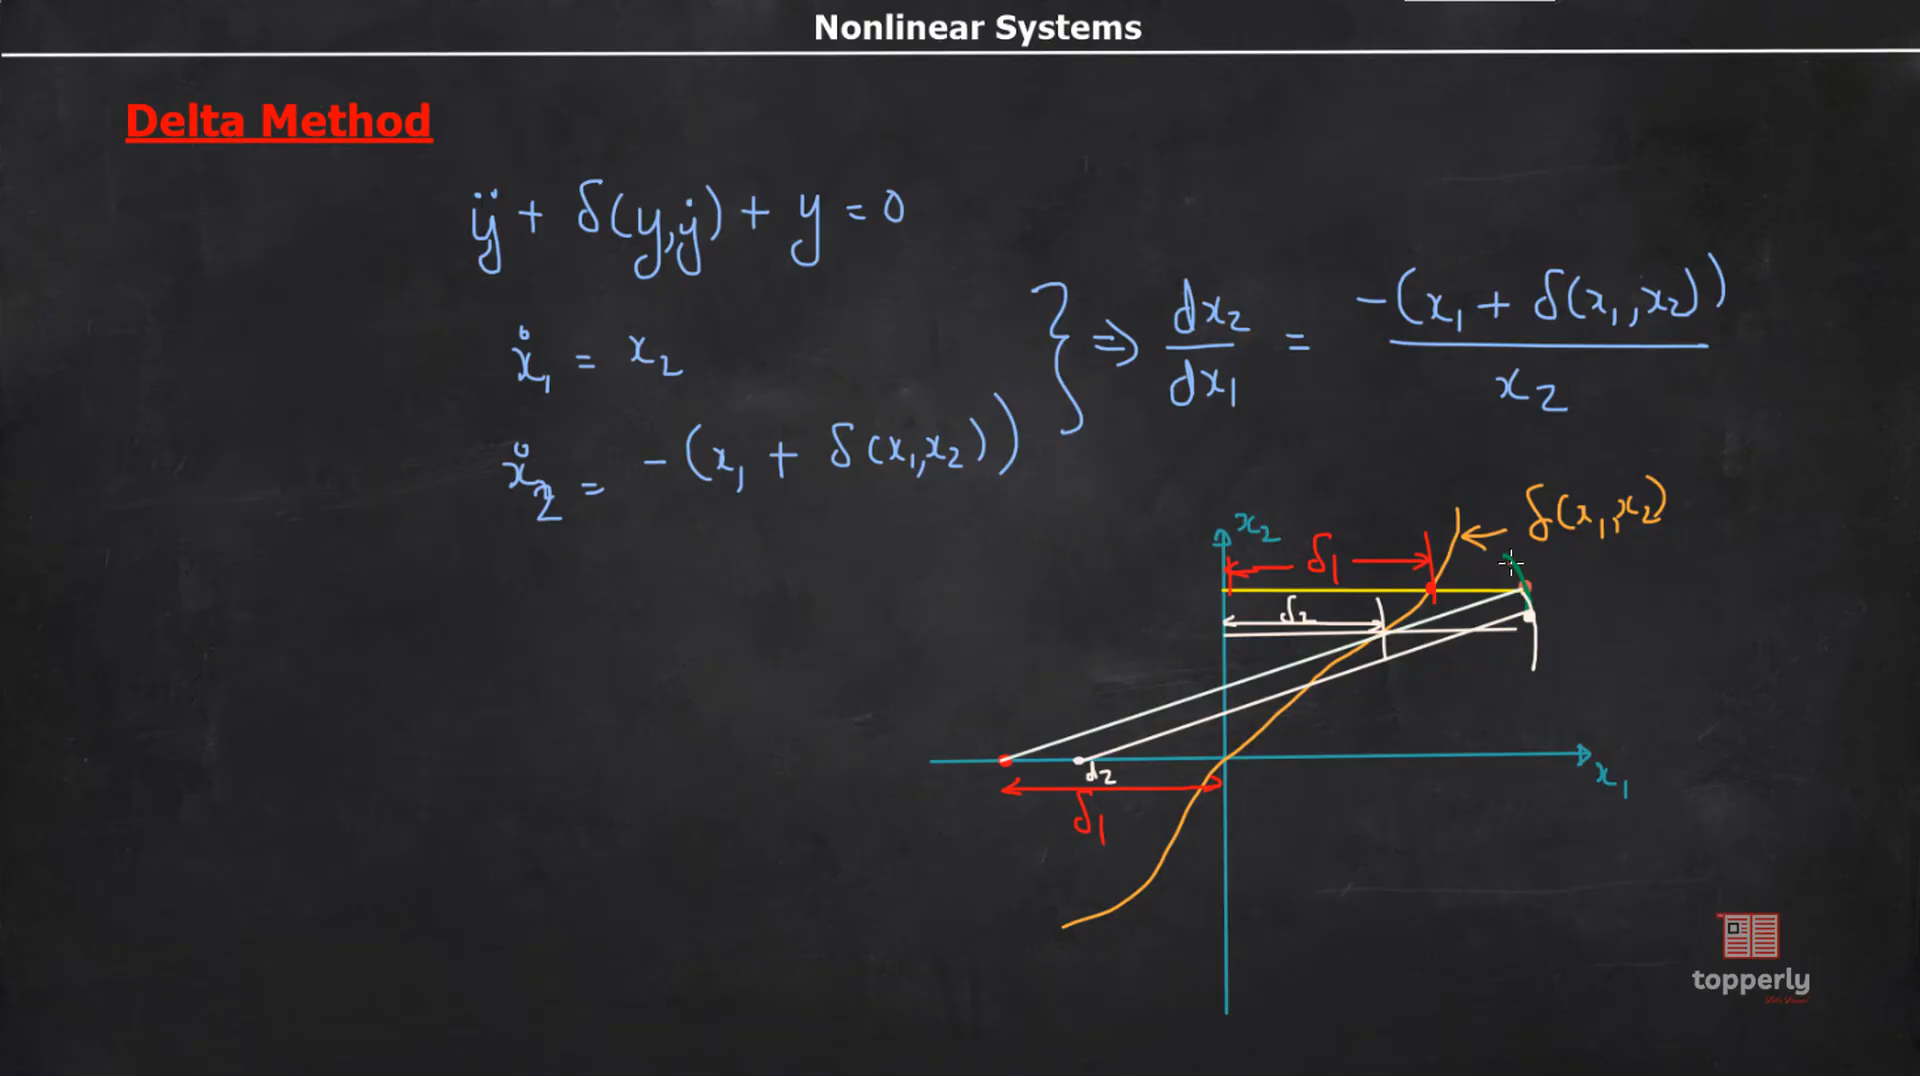 Nonlinear Systems
Delta Method
ÿ + δ(y,ẏ) + y = 0
ẋ₁ = x₂
ẋ₂ = -(x₁ + δ(x₁,x₂))
} ⇒ dx₂/dx₁ = -(x₁ + δ(x₁,x₂))/x₂
δ(x₁,x₂)
x₂
δ₁
δ₂
x₁
d₂
δ₁
topperly